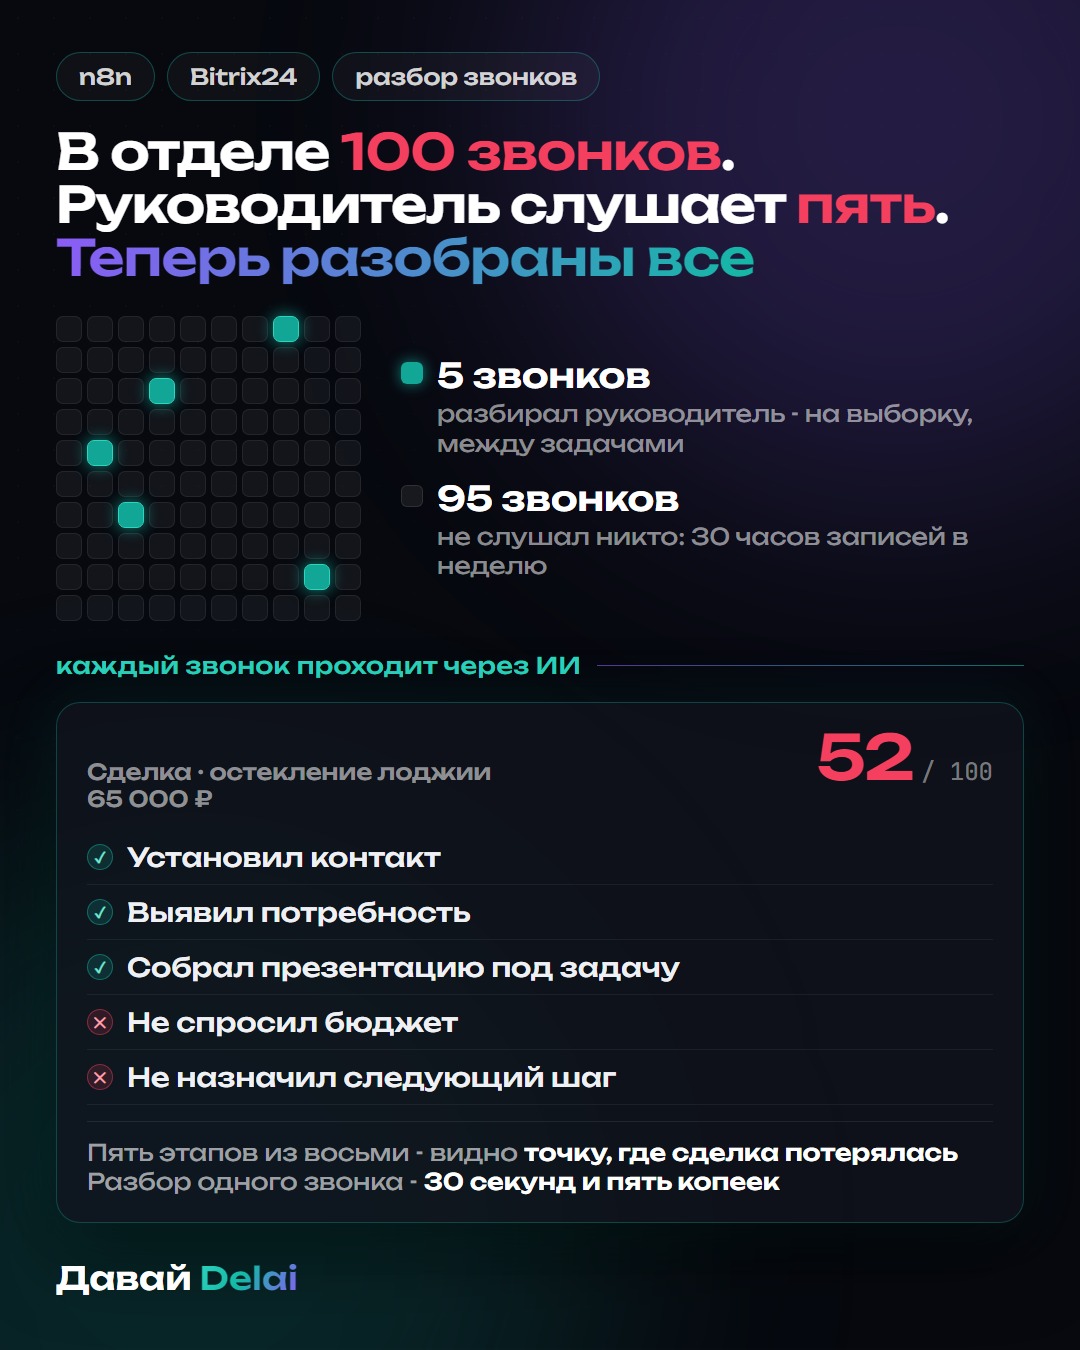 n8n
Bitrix24
разбор звонков
В отделе 100 звонков.
Руководитель слушает пять.
Теперь разобраны все
5 звонков
разбирал руководитель - на выборку,
между задачами
95 звонков
не слушал никто: 30 часов записей в
неделю
каждый звонок проходит через ИИ
Сделка · остекление лоджии
65 000 ₽
52 / 100
Установил контакт
Выявил потребность
Собрал презентацию под задачу
Не спросил бюджет
Не назначил следующий шаг
Пять этапов из восьми - видно точку, где сделка потерялась
Разбор одного звонка - 30 секунд и пять копеек
Давай Delai